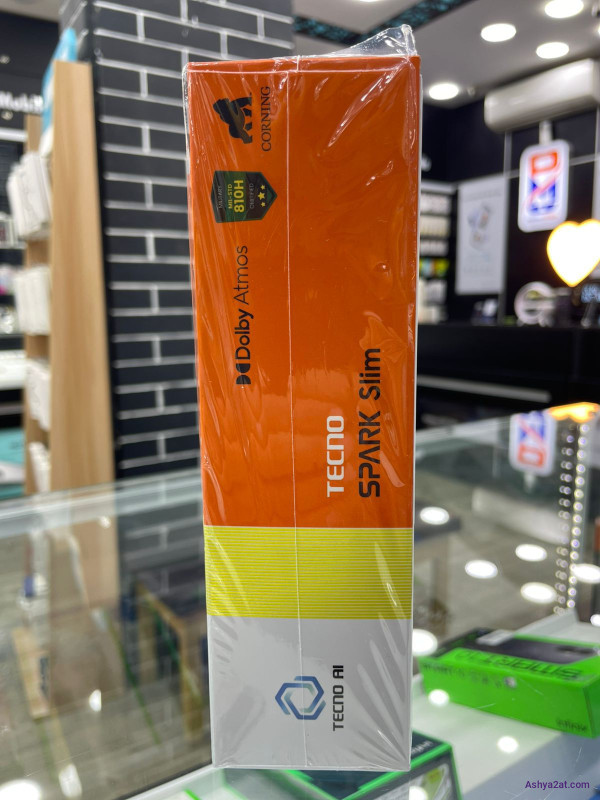 CORNING
MIL-STD
810H
Dolby Atmos
TECNO
SPARK Slim
TECNO AI
Ashya2at.com